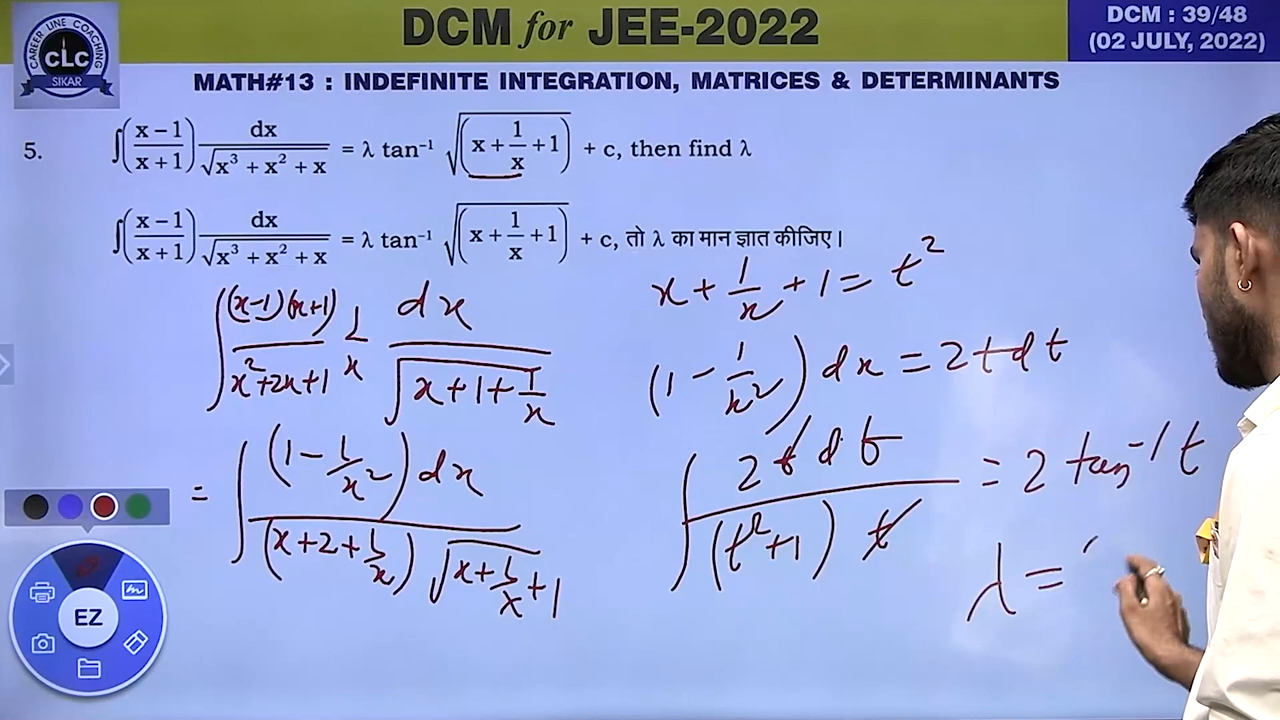 DCM for JEE-2022
DCM : 39/48
(02 JULY, 2022)
CAREER LINE COACHING
CLC
SIKAR
MATH#13 : INDEFINITE INTEGRATION, MATRICES & DETERMINANTS
5. ∫((x−1)/(x+1)) dx/√(x³ + x² + x) = λ tan⁻¹ √(x + 1/x + 1) + c, then find λ
∫((x−1)/(x+1)) dx/√(x³ + x² + x) = λ tan⁻¹ √(x + 1/x + 1) + c, तो λ का मान ज्ञात कीजिए।
x + 1/x + 1 = t²
∫ (x-1)(x+1)/(x²+2x+1) 1/x dx/√(x+1+1/x)
(1 - 1/x²) dx = 2t dt
= ∫ (1 - 1/x²) dx / ((x+2+1/x) √(x+1/x+1))
∫ 2t dt / ((t²+1) t) = 2 tan⁻¹ t
λ =
EZ